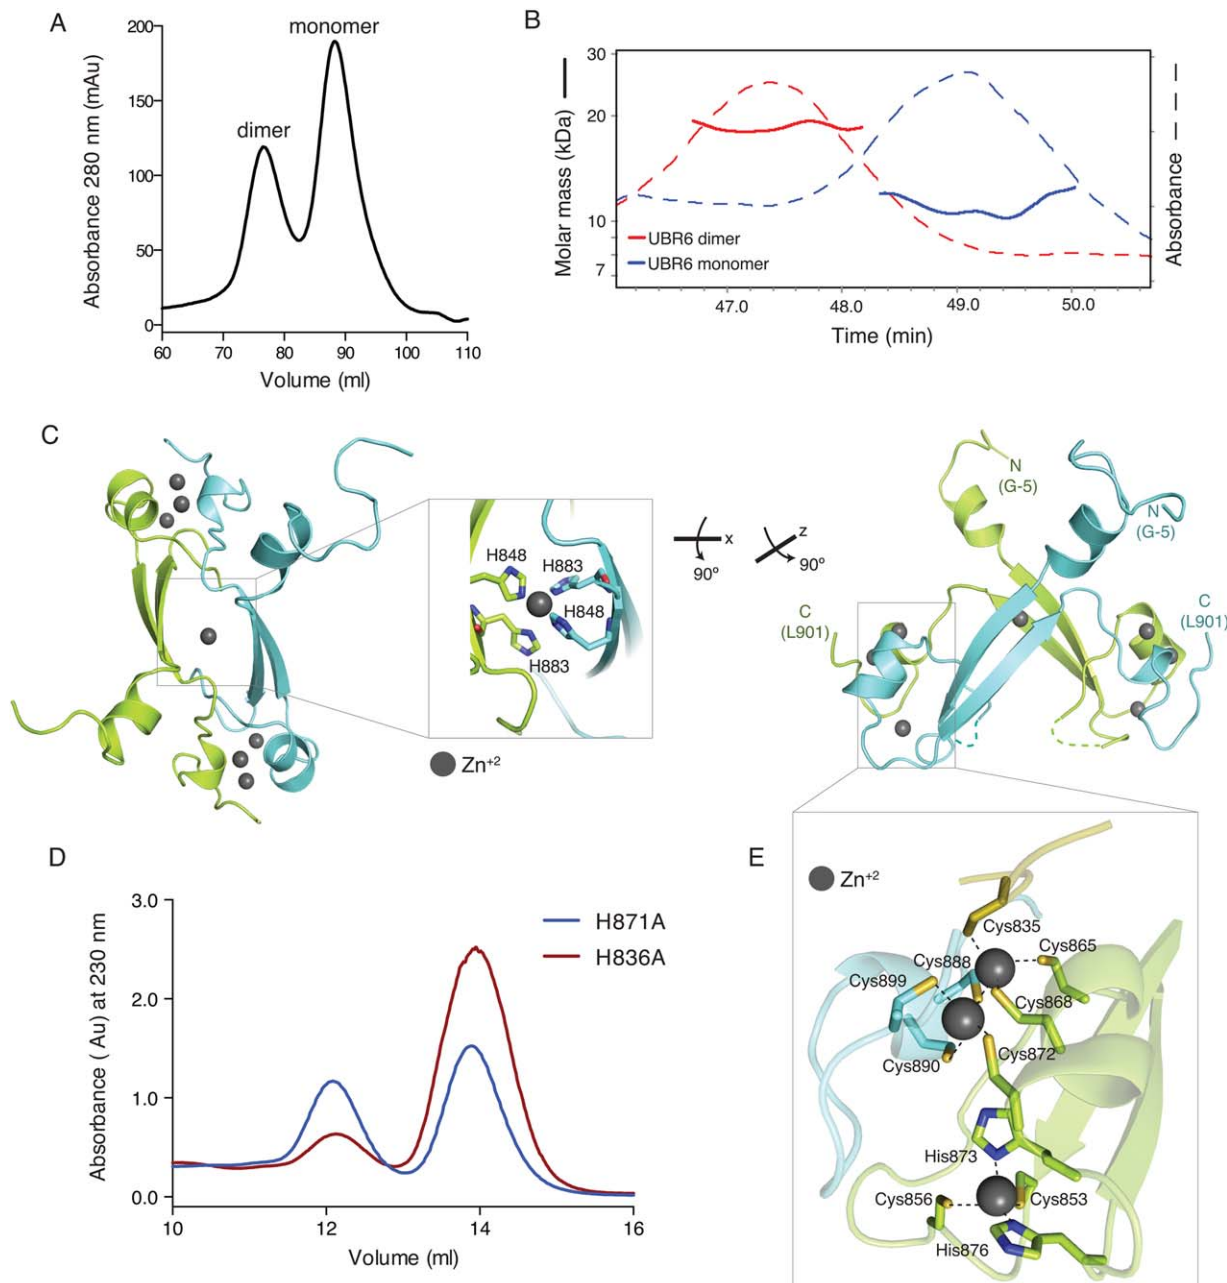 A
200
150
100
50
0
Absorbance 280 nm (mAu)
dimer
monomer
60 70 80 90 100 110
Volume (ml)
B
30
20
10
7
Molar mass (kDa)
Absorbance
UBR6 dimer
UBR6 monomer
47.0 48.0 49.0 50.0
Time (min)
C
H848
H883
H848
H883
Zn+2
x
90º
z
90º
N
(G-5)
N
(G-5)
C
(L901)
C
(L901)
D
3.0
2.0
1.0
0.0
Absorbance ( Au) at 230 nm
H871A
H836A
10 12 14 16
Volume (ml)
E
Zn+2
Cys835
Cys865
Cys888
Cys899
Cys868
Cys872
Cys890
His873
Cys856
Cys853
His876